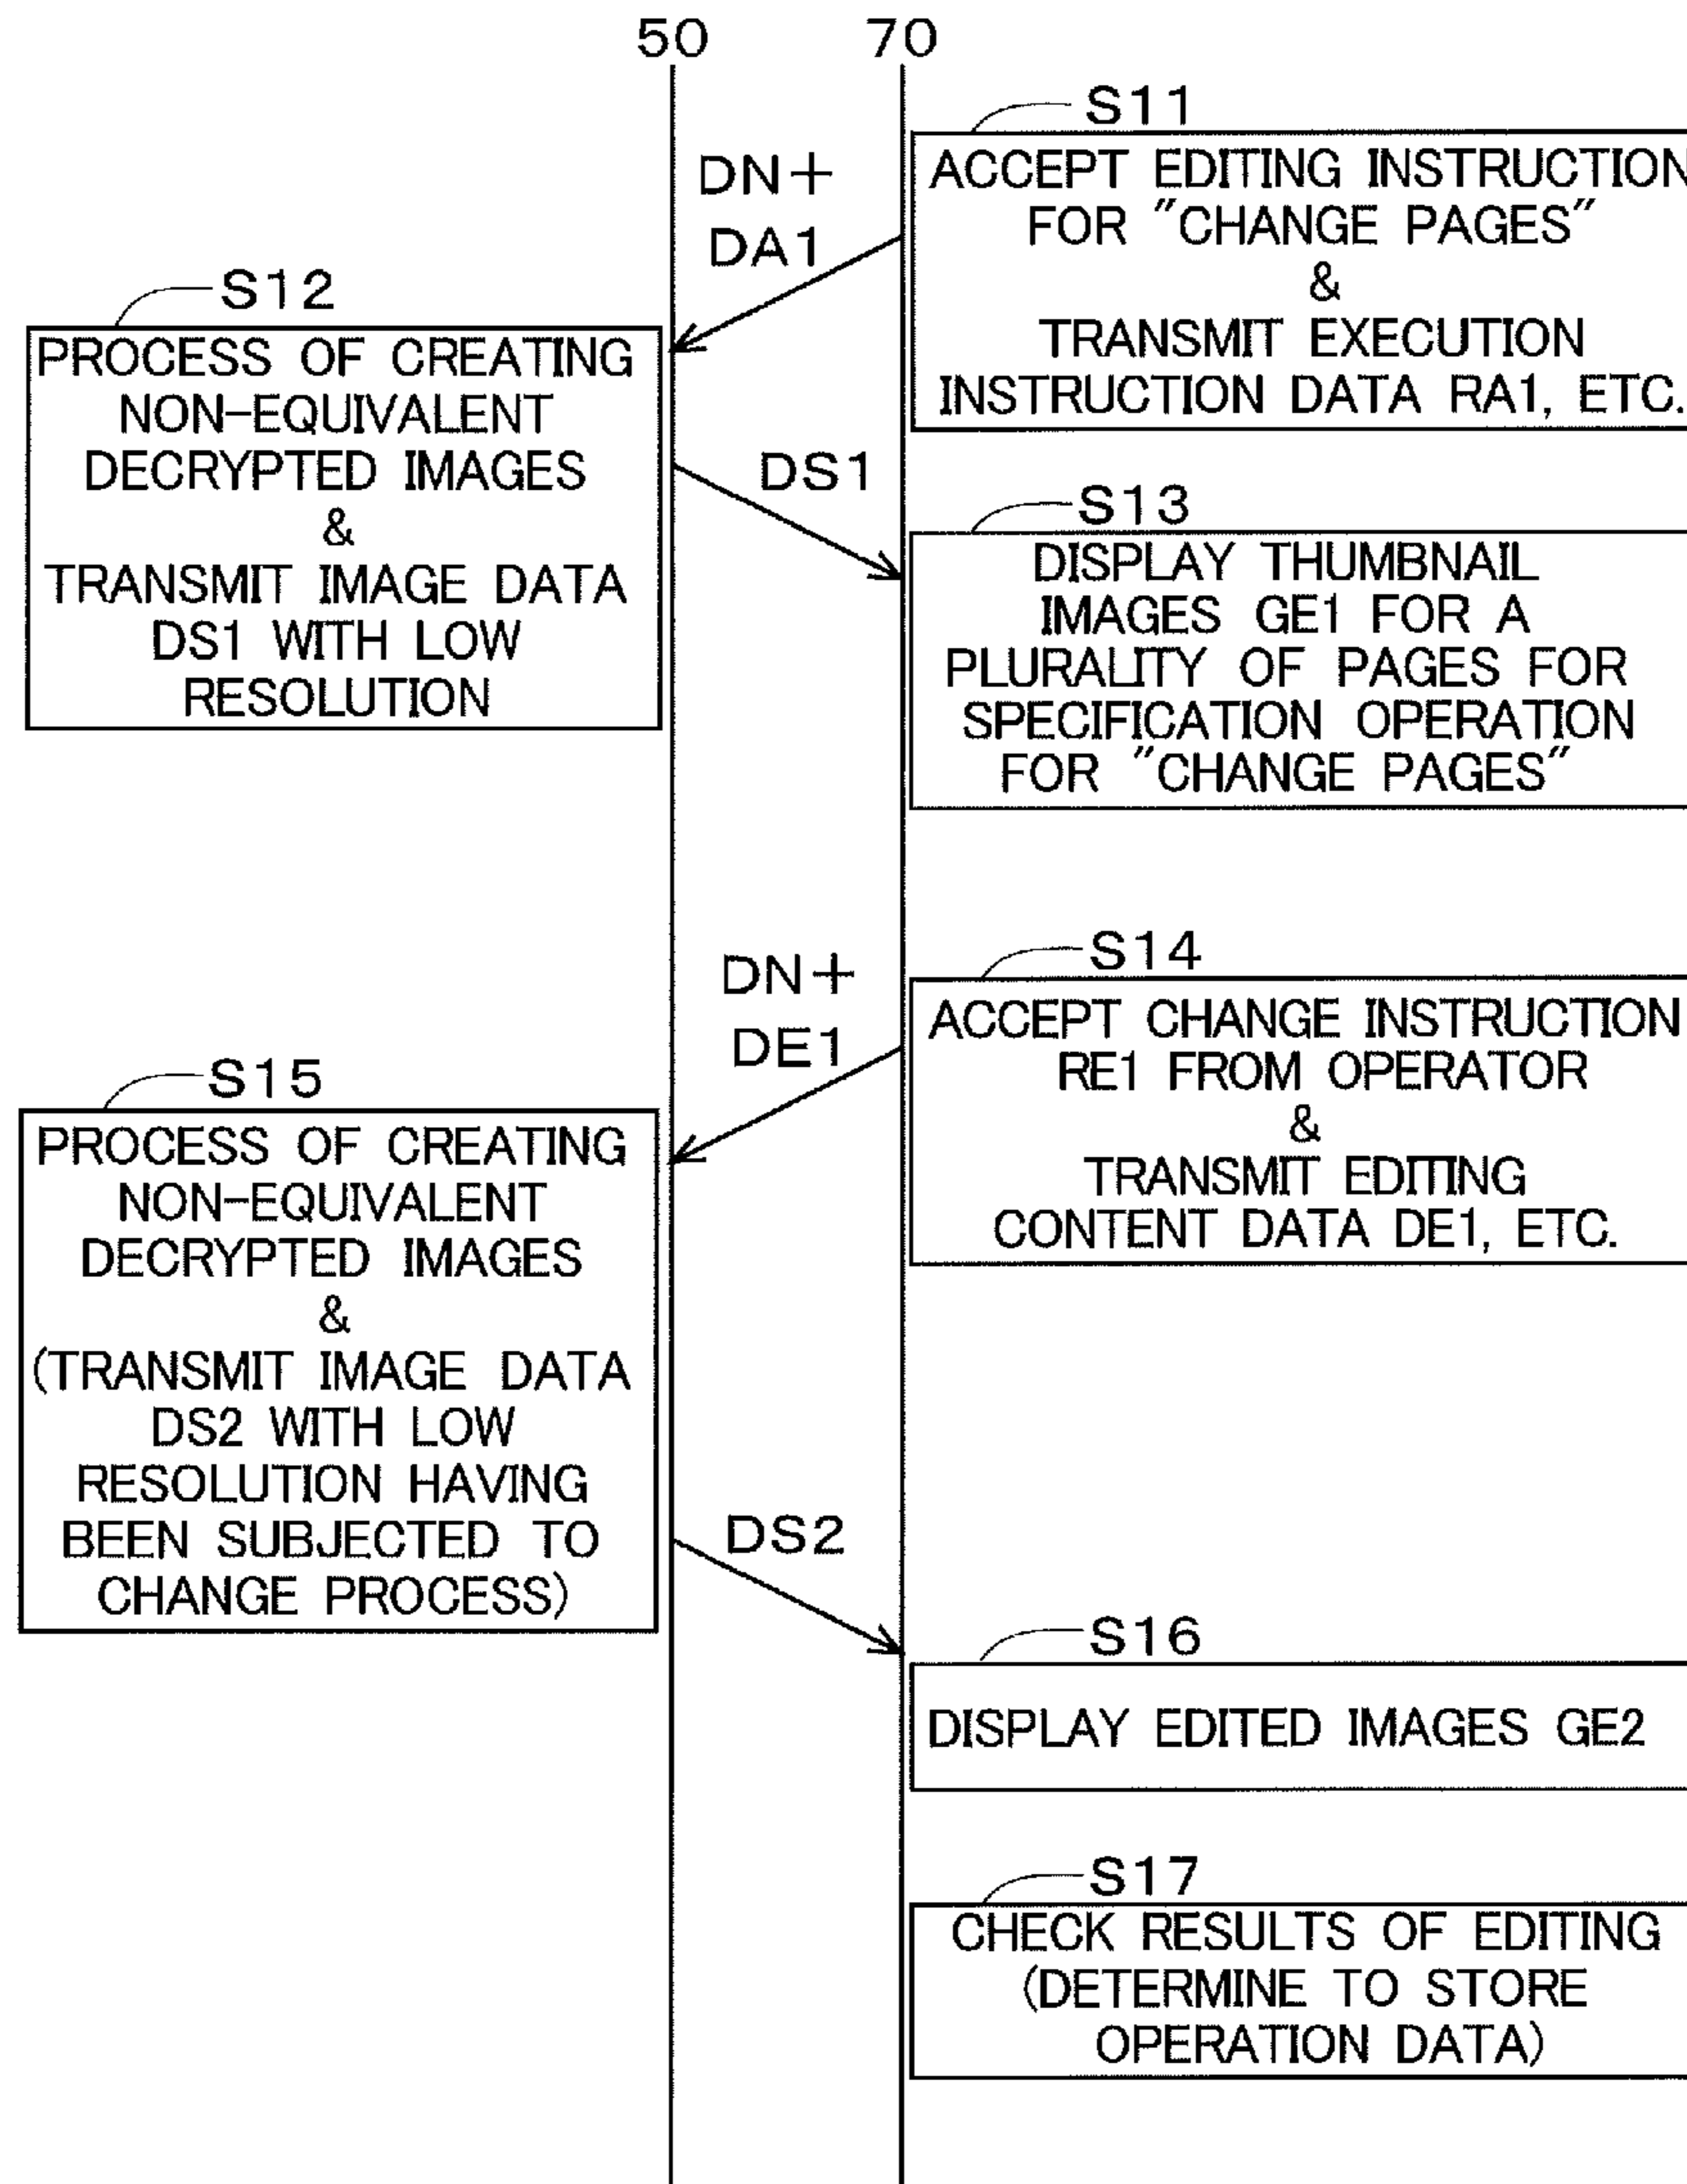 50
70
S11
ACCEPT EDITING INSTRUCTION
FOR "CHANGE PAGES"
&
TRANSMIT EXECUTION
INSTRUCTION DATA RA1, ETC.
DN+
DA1
S12
PROCESS OF CREATING
NON-EQUIVALENT
DECRYPTED IMAGES
&
TRANSMIT IMAGE DATA
DS1 WITH LOW
RESOLUTION
DS1
S13
DISPLAY THUMBNAIL
IMAGES GE1 FOR A
PLURALITY OF PAGES FOR
SPECIFICATION OPERATION
FOR "CHANGE PAGES"
S14
ACCEPT CHANGE INSTRUCTION
RE1 FROM OPERATOR
&
TRANSMIT EDITING
CONTENT DATA DE1, ETC.
DN+
DE1
S15
PROCESS OF CREATING
NON-EQUIVALENT
DECRYPTED IMAGES
&
(TRANSMIT IMAGE DATA
DS2 WITH LOW
RESOLUTION HAVING
BEEN SUBJECTED TO
CHANGE PROCESS)
DS2
S16
DISPLAY EDITED IMAGES GE2
S17
CHECK RESULTS OF EDITING
(DETERMINE TO STORE
OPERATION DATA)